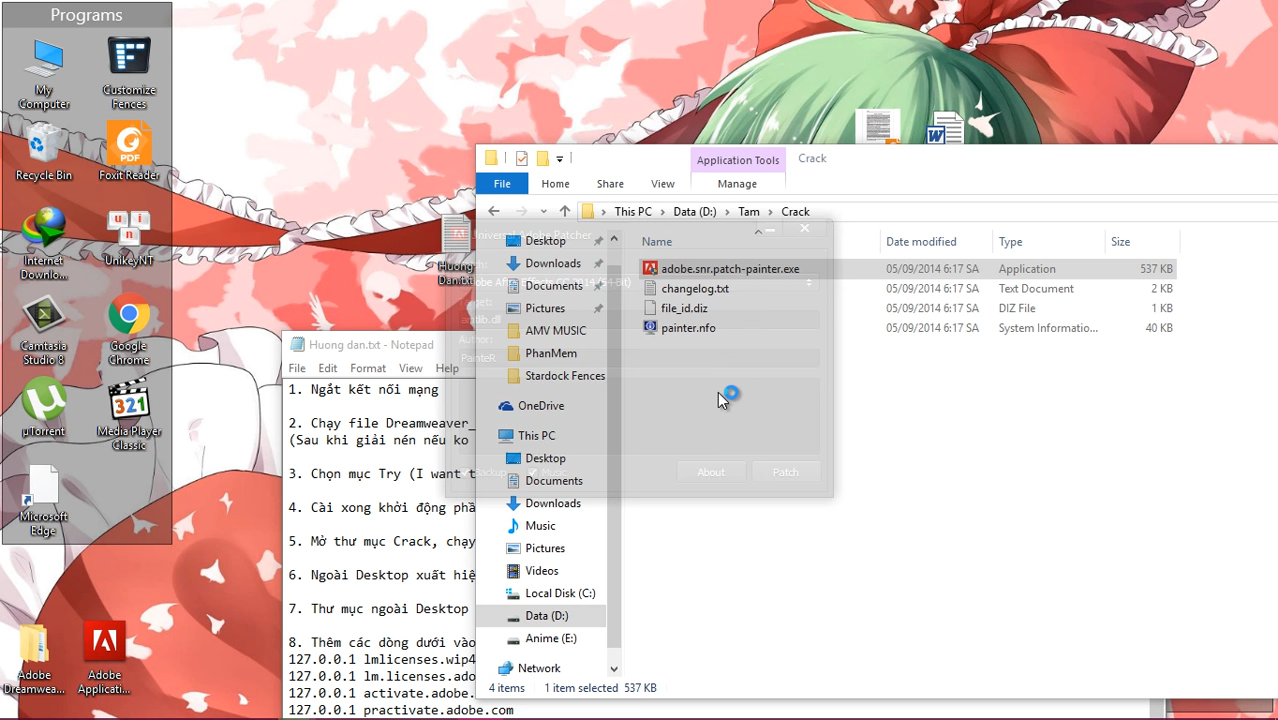 Programs
My Computer
Customize Fences
Recycle Bin
Foxit Reader
Internet Downlo...
UnikeyNT
Camtasia Studio 8
Google Chrome
µTorrent
Media Player Classic
Microsoft Edge
Adobe Dreamwea...
Adobe Applicati...
Application Tools
Crack
File
Home
Share
View
Manage
This PC
Data (D:)
Tam
Crack
Name
Date modified
Type
Size
adobe.snr.patch-painter.exe
05/09/2014 6:17 SA
Application
537 KB
changelog.txt
05/09/2014 6:17 SA
Text Document
2 KB
file_id.diz
05/09/2014 6:17 SA
DIZ File
1 KB
painter.nfo
05/09/2014 6:17 SA
System Informatio...
40 KB
Desktop
Downloads
Documents
Pictures
AMV MUSIC
PhanMem
Stardock Fences
OneDrive
This PC
Desktop
Documents
Downloads
Music
Pictures
Videos
Local Disk (C:)
Data (D:)
Anime (E:)
Network
4 items
1 item selected 537 KB
Author:
PainteR
Backup
Music
About
Patch
Huong dan.txt - Notepad
File
Edit
Format
View
Help
1. Ngắt kết nối mạng
2. Chạy file Dreamweaver_
(Sau khi giải nén nếu ko
3. Chọn mục Try (I want t
4. Cài xong khởi động phầ
5. Mở thư mục Crack, chạy
6. Ngoài Desktop xuất hiệ
7. Thư mục ngoài Desktop
8. Thêm các dòng dưới vào
127.0.0.1 lmlicenses.wip4
127.0.0.1 lm.licenses.ado
127.0.0.1 activate.adobe.
127.0.0.1 practivate.adobe.com